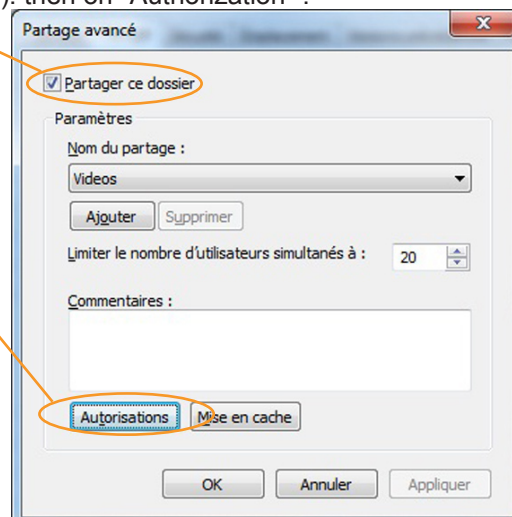 ). then on "Authorization" .
Partage avancé
Partager ce dossier
Paramètres
Nom du partage :
Videos
Ajouter Supprimer
Limiter le nombre d'utilisateurs simultanés à : 20
Commentaires :
Autorisations Mise en cache
OK Annuler Appliquer